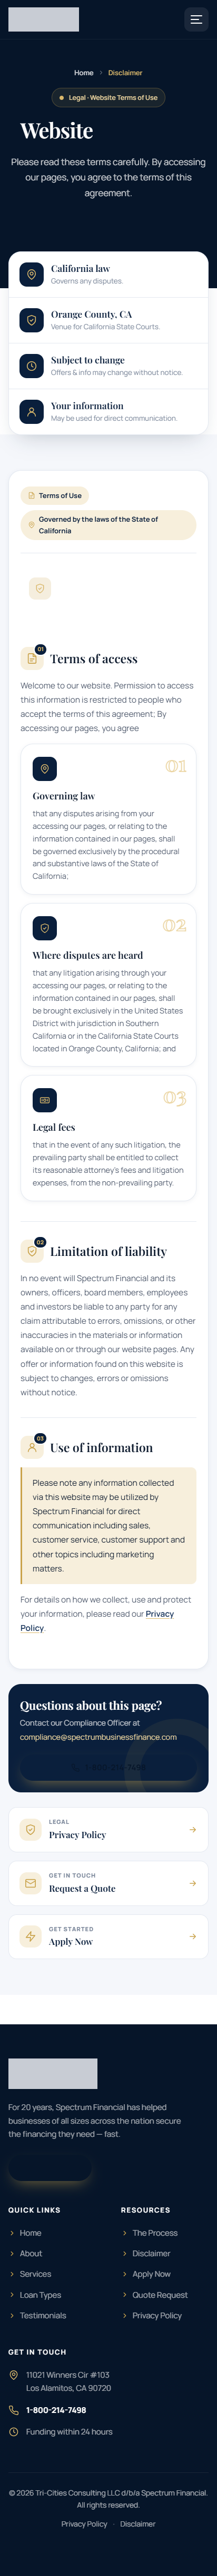 Home > Disclaimer
Legal · Website Terms of Use
Website
Please read these terms carefully. By accessing
our pages, you agree to the terms of this
agreement.
California law
Governs any disputes.
Orange County, CA
Venue for California State Courts.
Subject to change
Offers & info may change without notice.
Your information
May be used for direct communication.
Terms of Use
Governed by the laws of the State of
California
01
Terms of access
Welcome to our website. Permission to access
this information is restricted to people who
accept the terms of this agreement; By
accessing our pages, you agree
01
Governing law
that any disputes arising from your
accessing our pages, or relating to the
information contained in our pages, shall
be governed exclusively by the procedural
and substantive laws of the State of
California;
02
Where disputes are heard
that any litigation arising through your
accessing our pages, or relating to the
information contained in our pages, shall
be brought exclusively in the United States
District with jurisdiction in Southern
California or in the California State Courts
located in Orange County, California; and
03
Legal fees
that in the event of any such litigation, the
prevailing party shall be entitled to collect
its reasonable attorney's fees and litigation
expenses, from the non-prevailing party.
02
Limitation of liability
In no event will Spectrum Financial and its
owners, officers, board members, employees
and investors be liable to any party for any
claim attributable to errors, omissions, or other
inaccuracies in the materials or information
available on or through our website pages. Any
offer or information found on this website is
subject to changes, errors or omissions
without notice.
03
Use of information
Please note any information collected
via this website may be utilized by
Spectrum Financial for direct
communication including sales,
customer service, customer support and
other topics including marketing
matters.
For details on how we collect, use and protect
your information, please read our Privacy
Policy.
Questions about this page?
Contact our Compliance Officer at
compliance@spectrumbusinessfinance.com
1-800-214-7498
LEGAL
Privacy Policy
GET IN TOUCH
Request a Quote
GET STARTED
Apply Now
For 20 years, Spectrum Financial has helped
businesses of all sizes across the nation secure
the financing they need — fast.
QUICK LINKS
Home
About
Services
Loan Types
Testimonials
RESOURCES
The Process
Disclaimer
Apply Now
Quote Request
Privacy Policy
GET IN TOUCH
11021 Winners Cir #103
Los Alamitos, CA 90720
1-800-214-7498
Funding within 24 hours
© 2026 Tri-Cities Consulting LLC d/b/a Spectrum Financial.
All rights reserved.
Privacy Policy · Disclaimer